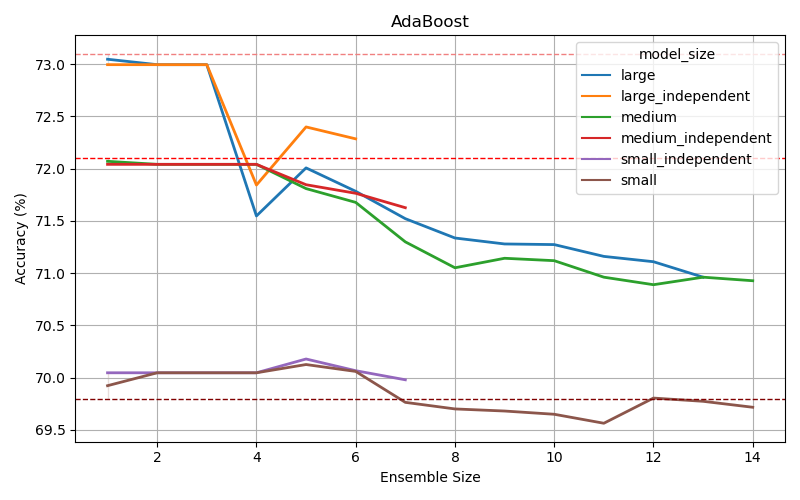 AdaBoost
model_size
large
large_independent
medium
medium_independent
small_independent
small
Accuracy (%)
73.0
72.5
72.0
71.5
71.0
70.5
70.0
69.5
2 4 6 8 10 12 14
Ensemble Size